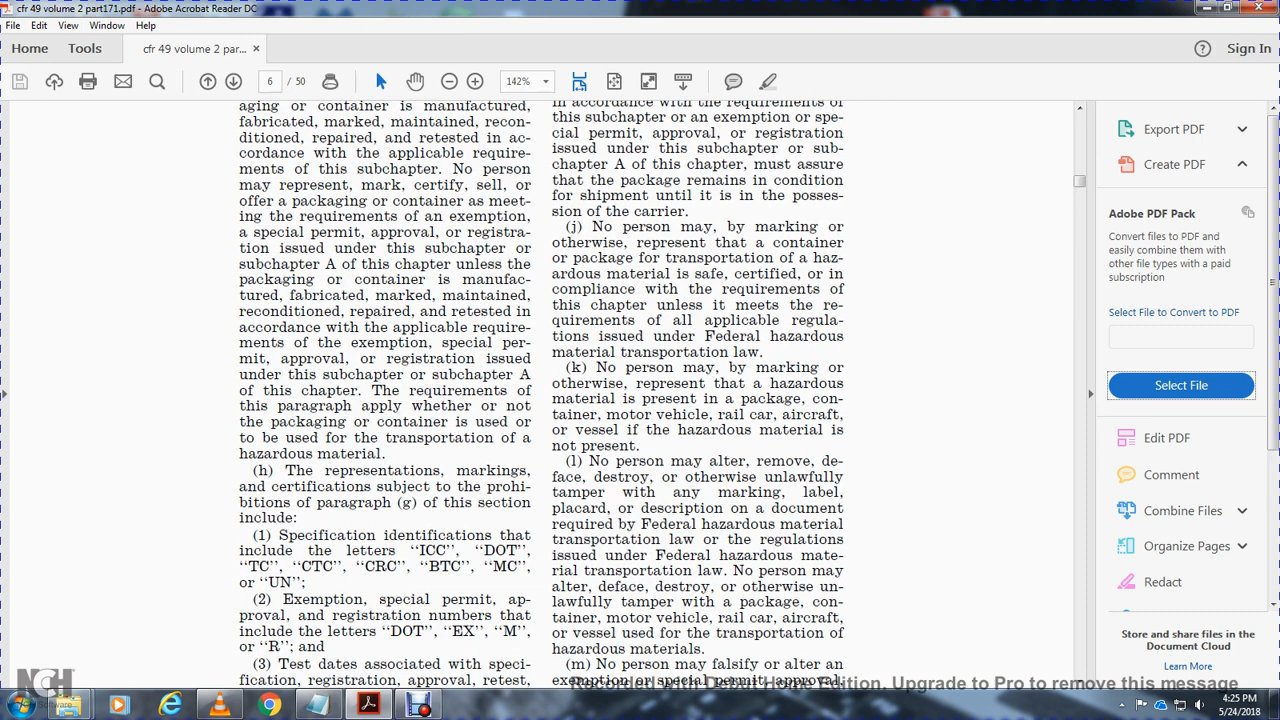 cfr 49 volume 2 part171.pdf - Adobe Acrobat Reader DC
File Edit View Window Help
Home Tools cfr 49 volume 2 par... × Sign In
6 / 50 142%
aging or container is manufactured,
fabricated, marked, maintained, recon-
ditioned, repaired, and retested in ac-
cordance with the applicable require-
ments of this subchapter. No person
may represent, mark, certify, sell, or
offer a packaging or container as meet-
ing the requirements of an exemption,
a special permit, approval, or registra-
tion issued under this subchapter or
subchapter A of this chapter unless the
packaging or container is manufac-
tured, fabricated, marked, maintained,
reconditioned, repaired, and retested in
accordance with the applicable require-
ments of the exemption, special per-
mit, approval, or registration issued
under this subchapter or subchapter A
of this chapter. The requirements of
this paragraph apply whether or not
the packaging or container is used or
to be used for the transportation of a
hazardous material.
(h) The representations, markings,
and certifications subject to the prohi-
bitions of paragraph (g) of this section
include:
(1) Specification identifications that
include the letters ‘‘ICC’’, ‘‘DOT’’,
‘‘TC’’, ‘‘CTC’’, ‘‘CRC’’, ‘‘BTC’’, ‘‘MC’’,
or ‘‘UN’’;
(2) Exemption, special permit, ap-
proval, and registration numbers that
include the letters ‘‘DOT’’, ‘‘EX’’, ‘‘M’’,
or ‘‘R’’; and
(3) Test dates associated with speci-
fication, registration, approval, retest,
in accordance with the requirements of
this subchapter or an exemption or spe-
cial permit, approval, or registration
issued under this subchapter or sub-
chapter A of this chapter, must assure
that the package remains in condition
for shipment until it is in the posses-
sion of the carrier.
(j) No person may, by marking or
otherwise, represent that a container
or package for transportation of a haz-
ardous material is safe, certified, or in
compliance with the requirements of
this chapter unless it meets the re-
quirements of all applicable regula-
tions issued under Federal hazardous
material transportation law.
(k) No person may, by marking or
otherwise, represent that a hazardous
material is present in a package, con-
tainer, motor vehicle, rail car, aircraft,
or vessel if the hazardous material is
not present.
(l) No person may alter, remove, de-
face, destroy, or otherwise unlawfully
tamper with any marking, label,
placard, or description on a document
required by Federal hazardous material
transportation law or the regulations
issued under Federal hazardous mate-
rial transportation law. No person may
alter, deface, destroy, or otherwise un-
lawfully tamper with a package, con-
tainer, motor vehicle, rail car, aircraft,
or vessel used for the transportation of
hazardous materials.
(m) No person may falsify or alter an
exemption or special permit, approval,
Export PDF
Create PDF
Adobe PDF Pack
Convert files to PDF and
easily combine them with
other file types with a paid
subscription
Select File to Convert to PDF
Select File
Edit PDF
Comment
Combine Files
Organize Pages
Redact
Store and share files in the
Document Cloud
Learn More
NCH
Software
Home Edition. Upgrade to Pro to remove this message
4:25 PM
5/24/2018